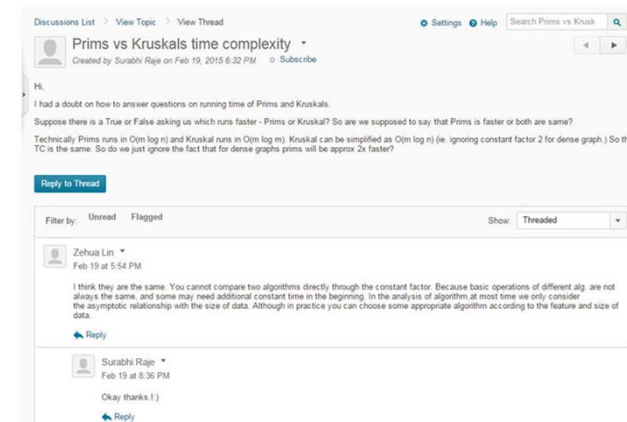 Discussions List > View Topic > View Thread
Settings Help Search Prims vs Krusk
Prims vs Kruskals time complexity
Created by Surabhi Raje on Feb 19, 2015 6:32 PM Subscribe
Hi,
I had a doubt on how to answer questions on running time of Prims and Kruskals.
Suppose there is a True or False asking us which runs faster - Prims or Kruskal? So are we supposed to say that Prims is faster or both are same?
Technically Prims runs in O(m log n) and Kruskal runs in O(m log m). Kruskal can be simplified as O(m log n) (ie. ignoring constant factor 2 for dense graph.) So th
TC is the same. So do we just ignore the fact that for dense graphs prims will be approx 2x faster?
Reply to Thread
Filter by: Unread Flagged Show: Threaded
Zehua Lin
Feb 19 at 5:54 PM
I think they are the same. You cannot compare two algorithms directly through the constant factor. Because basic operations of different alg. are not
always the same, and some may need additional constant time in the beginning. In the analysis of algorithm,at most time we only consider
the asymptotic relationship with the size of data. Although in practice you can choose some appropriate algorithm according to the feature and size of
data.
Reply
Surabhi Raje
Feb 19 at 8:36 PM
Okay thanks.!:)
Reply